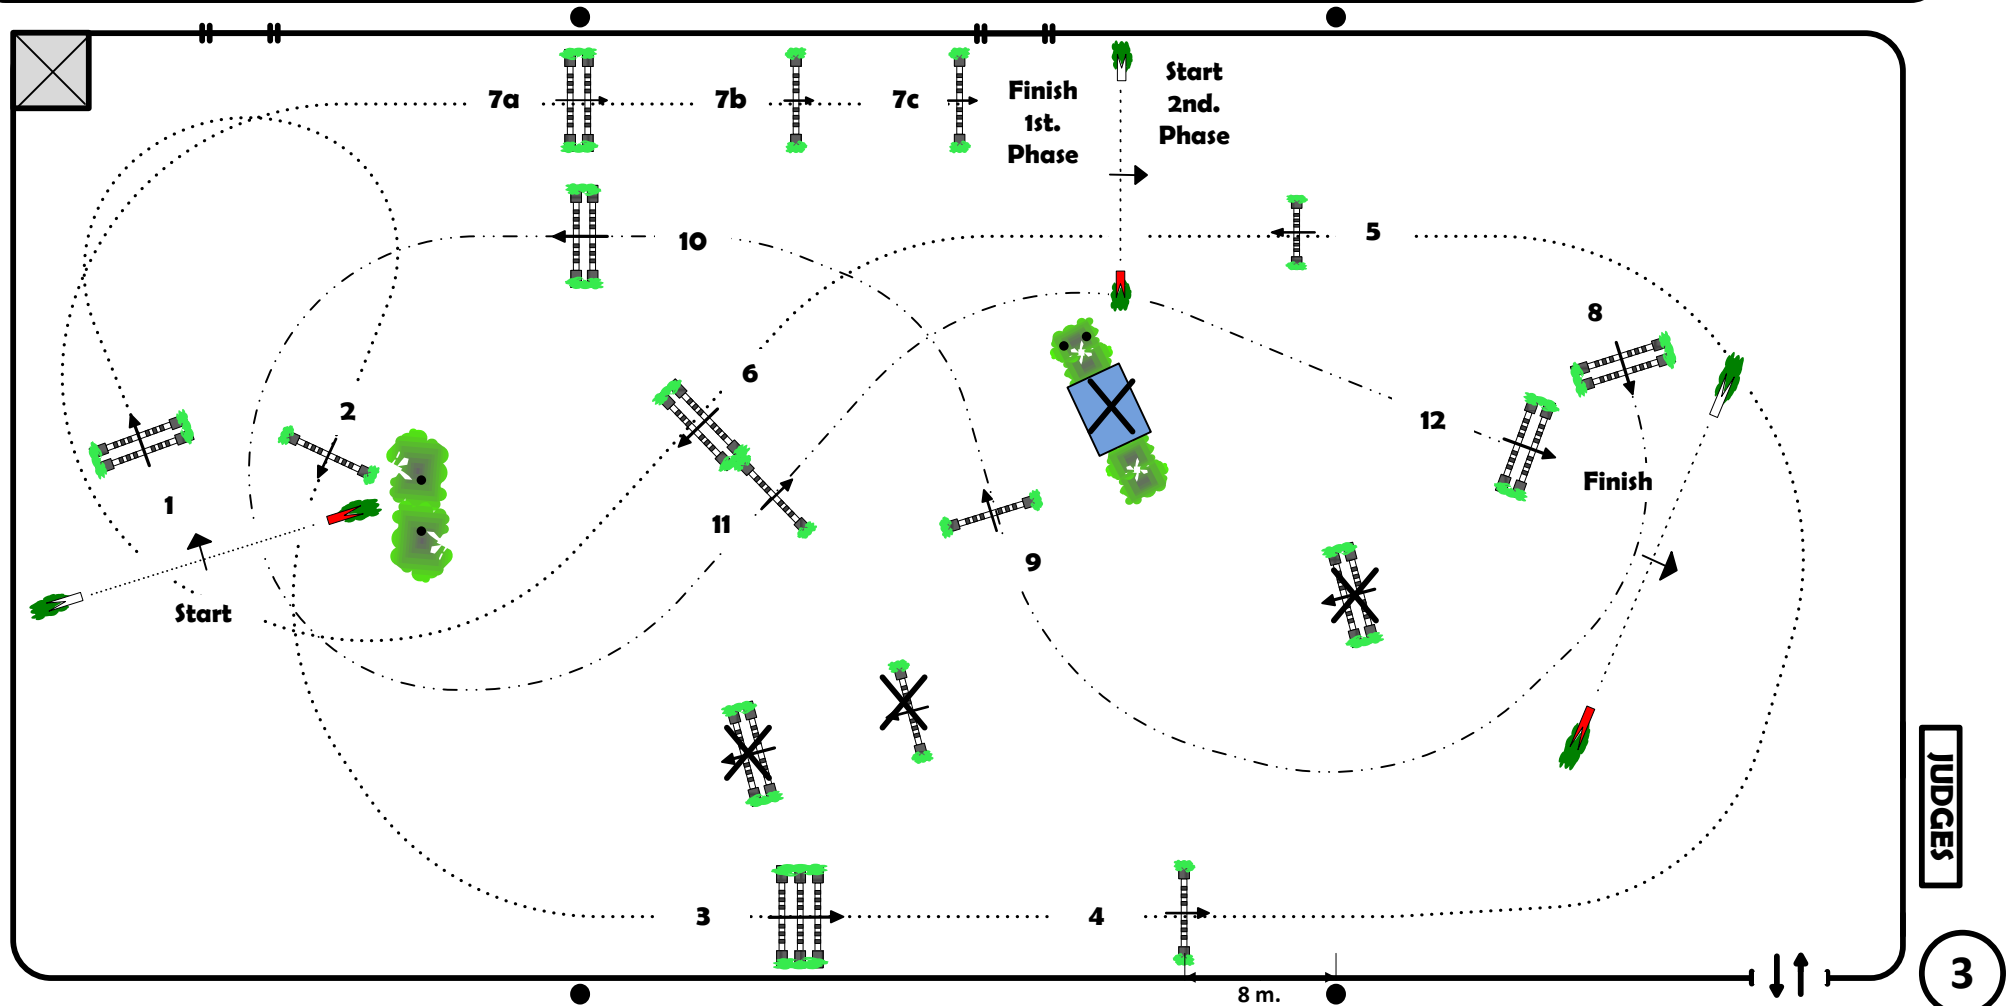 7a
7b
7c
Finish
1st.
Phase
Start
2nd.
Phase
10
5
8
6
2
12
1
11
Finish
9
Start
JUDGES
3
4
3
8 m.